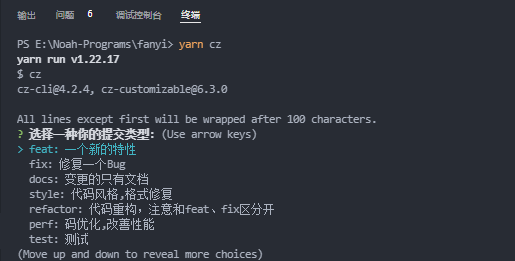 输出 问题 6 调试控制台 终端
PS E:\Noah-Programs\fanyi> yarn cz
yarn run v1.22.17
$ cz
cz-cli@4.2.4, cz-customizable@6.3.0
All lines except first will be wrapped after 100 characters.
? 选择一种你的提交类型: (Use arrow keys)
> feat: 一个新的特性
fix: 修复一个Bug
docs: 变更的只有文档
style: 代码风格,格式修复
refactor: 代码重构，注意和feat、fix区分开
perf: 码优化,改善性能
test: 测试
(Move up and down to reveal more choices)